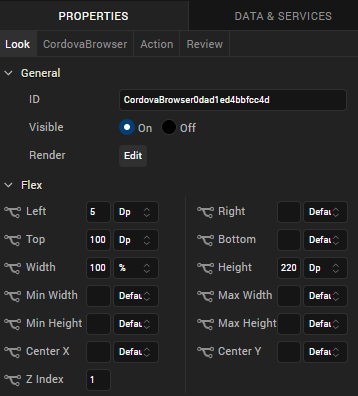 PROPERTIES DATA & SERVICES
Look CordovaBrowser Action Review
General
ID CordovaBrowser0dad1ed4bbfcc4d
Visible On Off
Render Edit
Flex
Left 5 Dp Right Defau
Top 100 Dp Bottom Defau
Width 100 % Height 220 Dp
Min Width Defau Max Width Defau
Min Height Defau Max Height Defau
Center X Defau Center Y Defau
Z Index 1